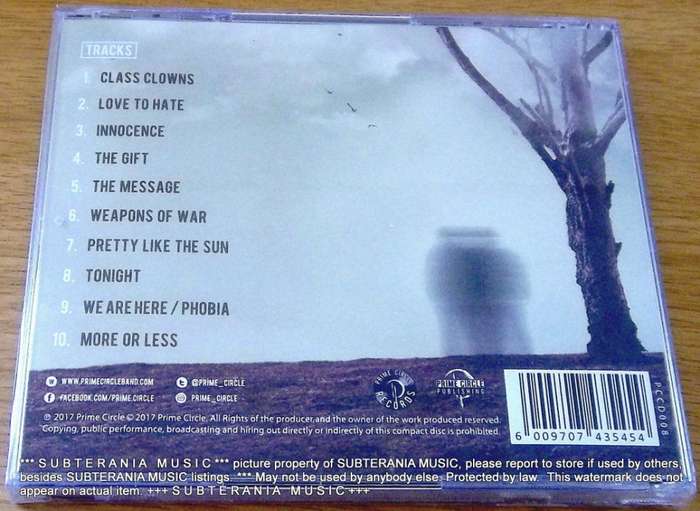 TRACKS
1. CLASS CLOWNS
2. LOVE TO HATE
3. INNOCENCE
4. THE GIFT
5. THE MESSAGE
6. WEAPONS OF WAR
7. PRETTY LIKE THE SUN
8. TONIGHT
9. WE ARE HERE / PHOBIA
10. MORE OR LESS
WWW.PRIMECIRCLEBAND.COM @PRIME_CIRCLE
FACEBOOK.COM/PRIME.CIRCLE PRIME_CIRCLE
PRIME CIRCLE RECORDS
PRIME CIRCLE
PUBLISHING
℗ 2017 Prime Circle © 2017 Prime Circle. All Rights of the producer and the owner of the work produced reserved.
Copying, public performance, broadcasting and hiring out directly or indirectly of this compact disc is prohibited.
6 009707 435454
PCCD008
*** SUBTERANIA MUSIC *** picture property of SUBTERANIA MUSIC, please report to store if used by others,
besides SUBTERANIA MUSIC listings. *** May not be used by anybody else. Protected by law. This watermark does not
appear on actual item. +++ SUBTERANIA MUSIC +++